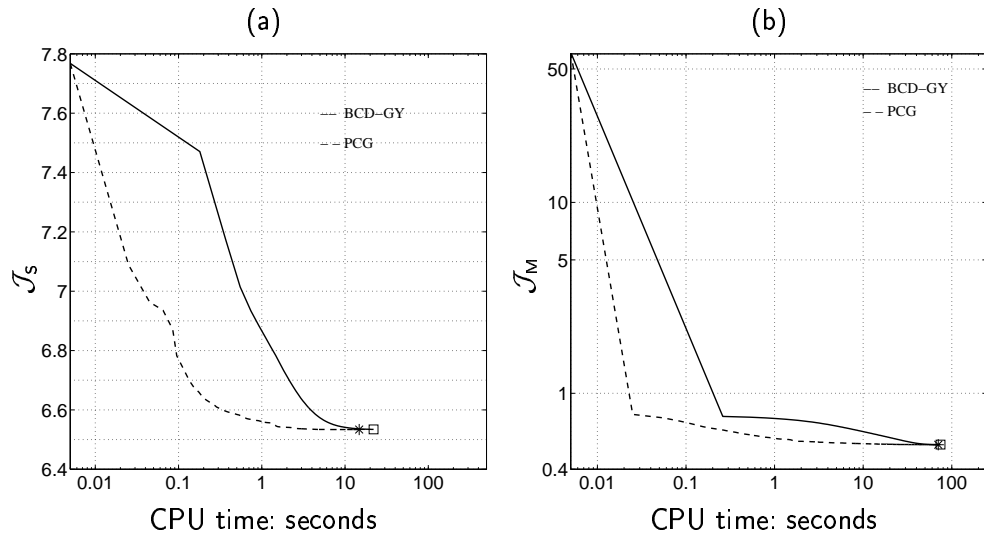 (a)
7.8
7.6
7.4
7.2
7
6.8
6.6
6.4
𝒥S
BCD–GY
PCG
0.01 0.1 1 10 100
CPU time: seconds
(b)
50
10
5
1
0.4
𝒥M
BCD–GY
PCG
0.01 0.1 1 10 100
CPU time: seconds